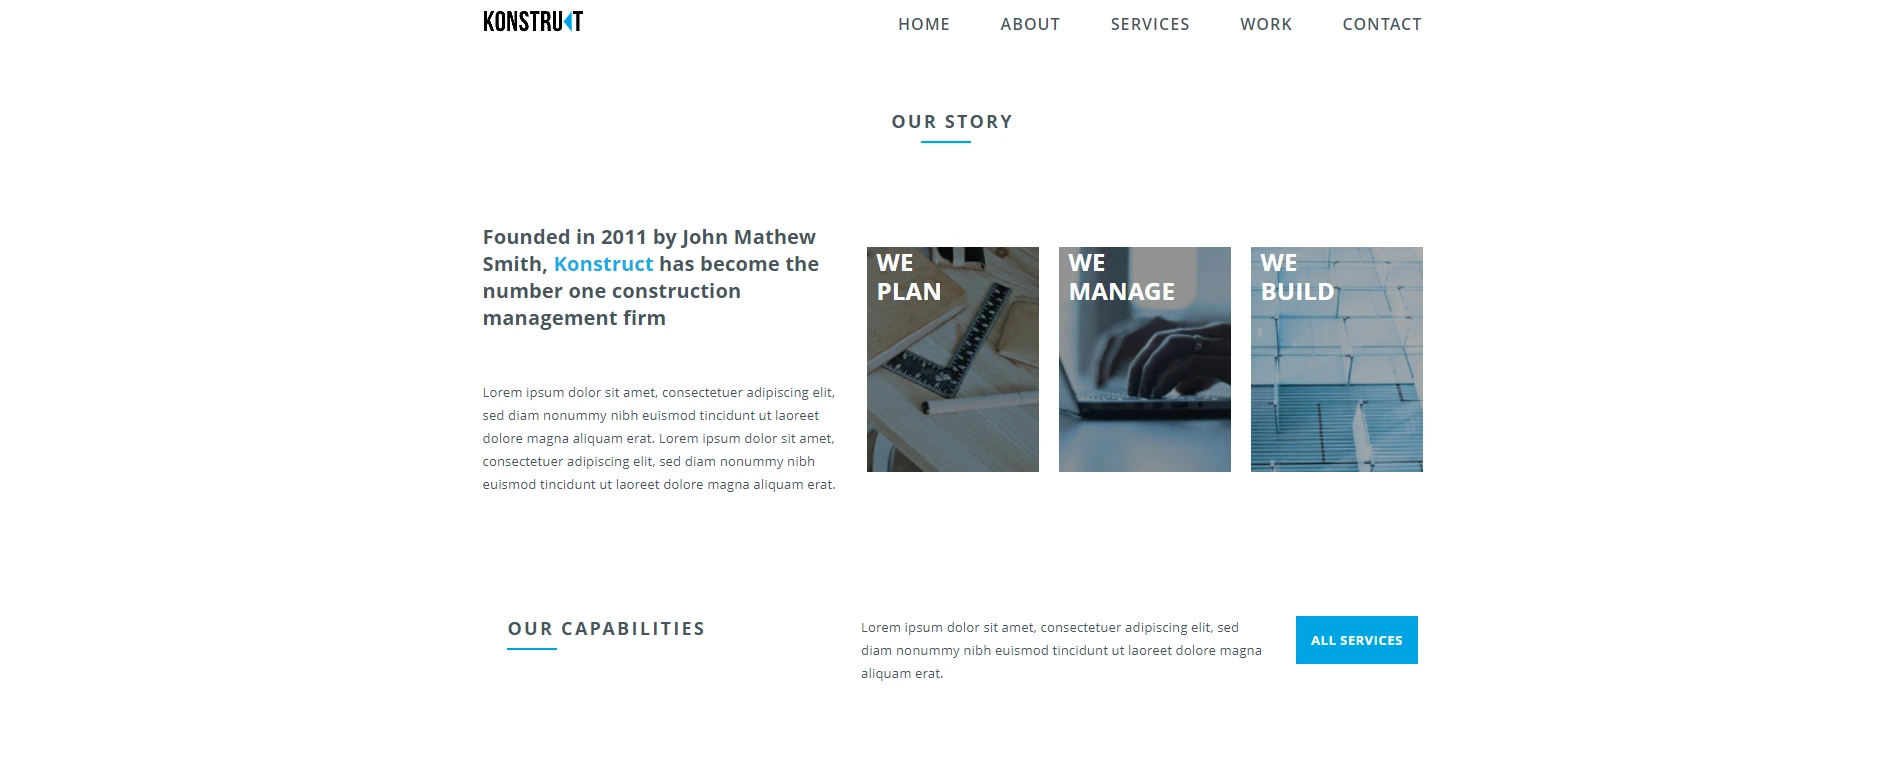 KONSTRUKT
HOME ABOUT SERVICES WORK CONTACT
OUR STORY
Founded in 2011 by John Mathew
Smith, Konstruct has become the
number one construction
management firm
Lorem ipsum dolor sit amet, consectetuer adipiscing elit,
sed diam nonummy nibh euismod tincidunt ut laoreet
dolore magna aliquam erat. Lorem ipsum dolor sit amet,
consectetuer adipiscing elit, sed diam nonummy nibh
euismod tincidunt ut laoreet dolore magna aliquam erat.
WE
PLAN
WE
MANAGE
WE
BUILD
OUR CAPABILITIES
Lorem ipsum dolor sit amet, consectetuer adipiscing elit, sed
diam nonummy nibh euismod tincidunt ut laoreet dolore magna
aliquam erat.
ALL SERVICES